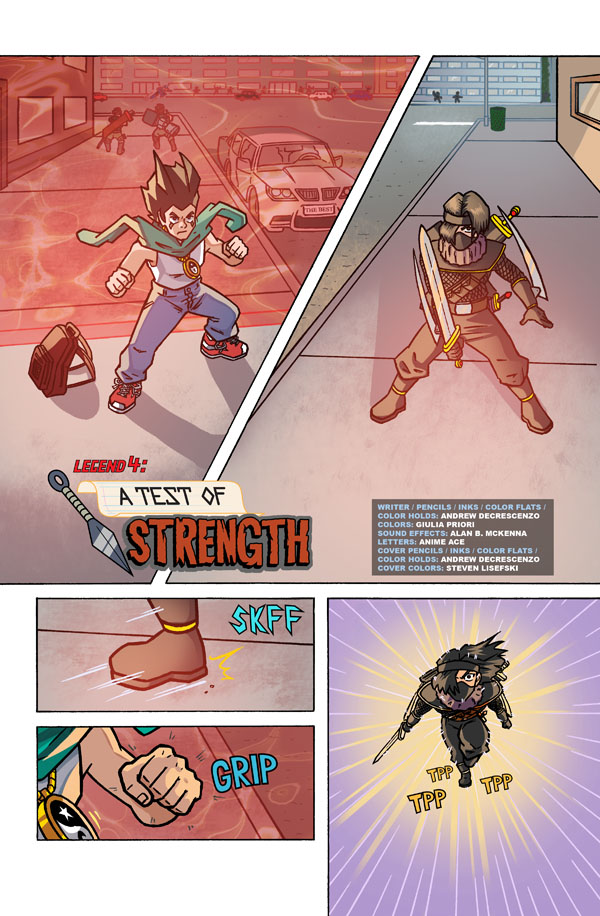 THE BEST
LEGEND 4:
A TEST OF
STRENGTH
WRITER / PENCILS / INKS / COLOR FLATS /
COLOR HOLDS: ANDREW DECRESCENZO
COLORS: GIULIA PRIORI
SOUND EFFECTS: ALAN B. MCKENNA
LETTERS: ANIME ACE
COVER PENCILS / INKS / COLOR FLATS /
COLOR HOLDS: ANDREW DECRESCENZO
COVER COLORS: STEVEN LISEFSKI
SKFF
GRIP
TPP
TPP
TPP